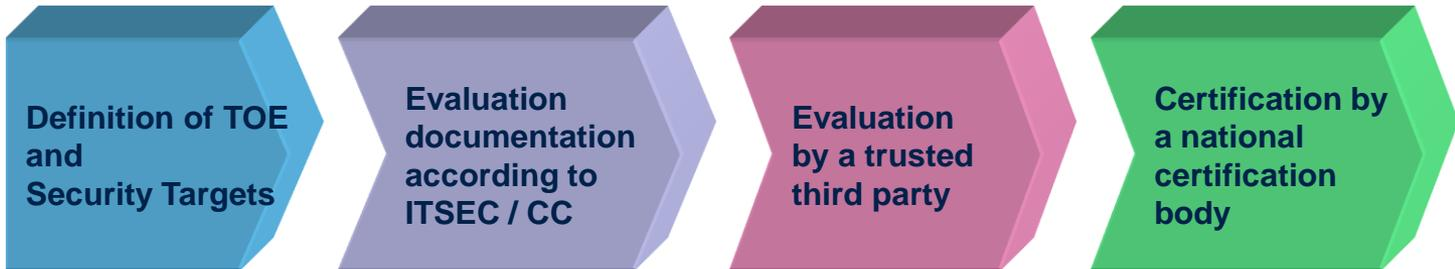 Definition of TOE
and
Security Targets
Evaluation
documentation
according to
ITSEC / CC
Evaluation
by a trusted
third party
Certification by
a national
certification
body